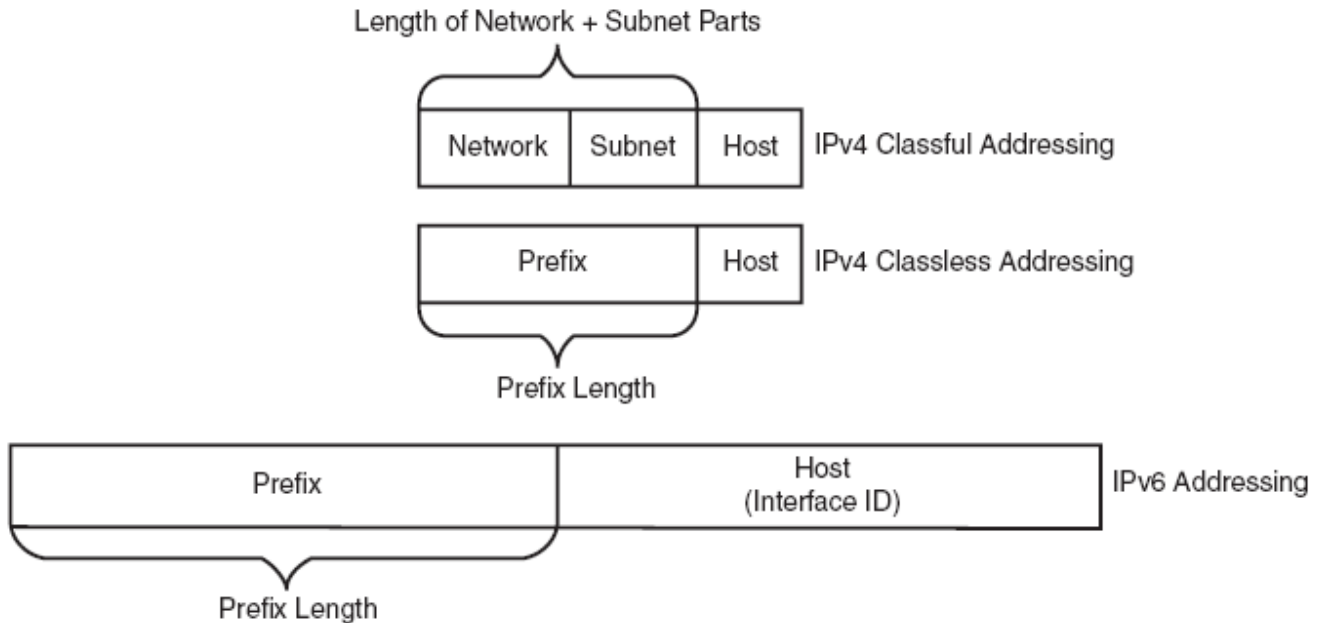 Length of Network + Subnet Parts
Network Subnet Host IPv4 Classful Addressing
Prefix Host IPv4 Classless Addressing
Prefix Length
Prefix Host (Interface ID) IPv6 Addressing
Prefix Length